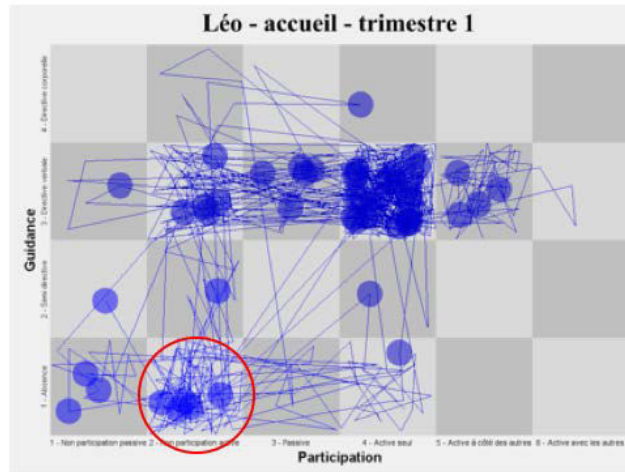 Léo - accueil - trimestre 1
4 - Directive corporelle
3 - Directive verbale
2 - Semi directive
1 - Absence
Guidance
1 - Non participation passive
2 - Non participation active
3 - Passive
4 - Active seul
5 - Active à côté des autres
6 - Active avec les autres
Participation